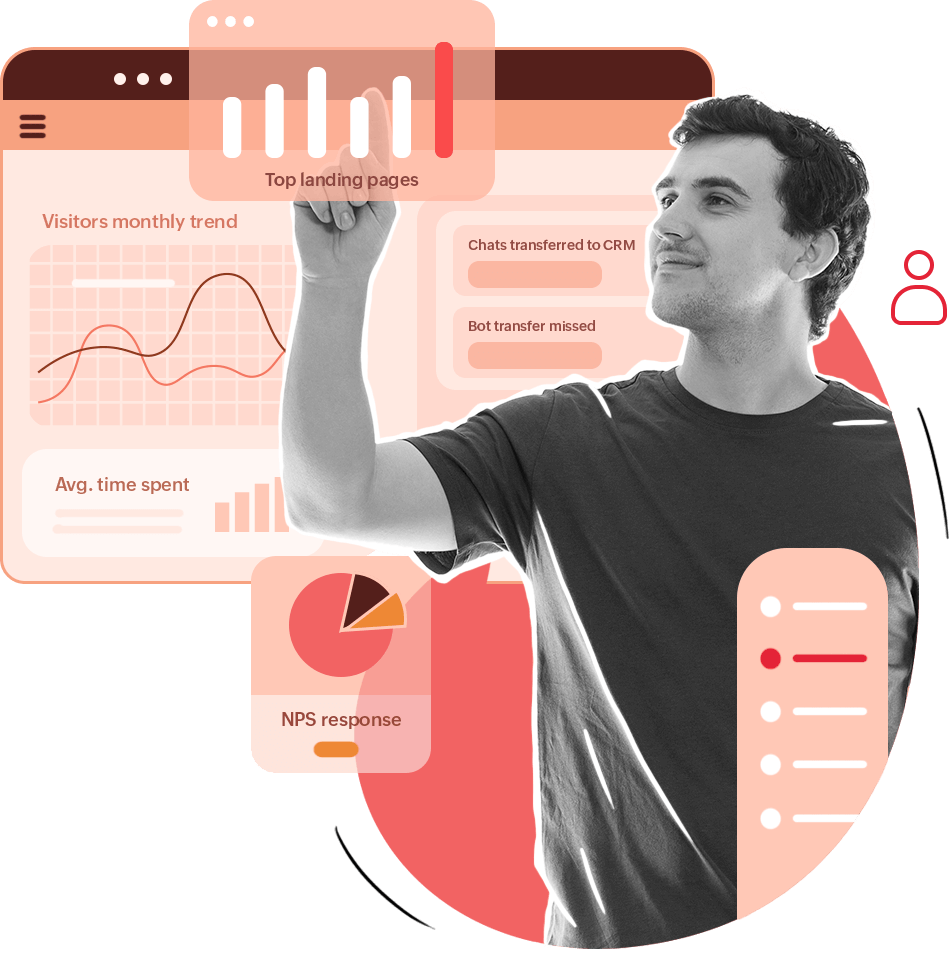 Top landing pages
Visitors monthly trend
Chats transferred to CRM
Bot transfer missed
Avg. time spent
NPS response